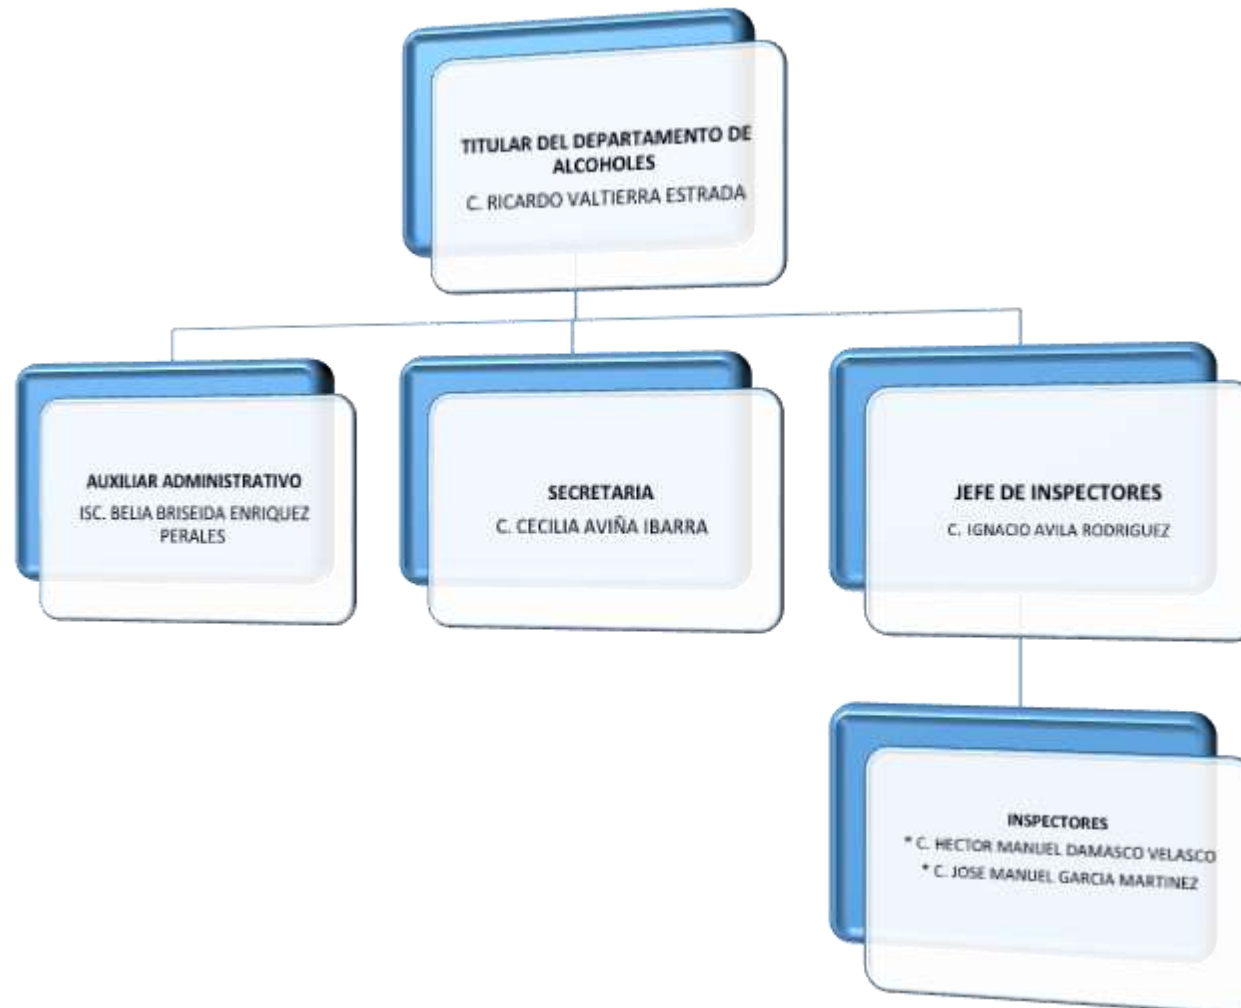 TITULAR DEL DEPARTAMENTO DE
ALCOHOLES
C. RICARDO VALTIERRA ESTRADA
AUXILIAR ADMINISTRATIVO
ISC. BELIA BRISEIDA ENRIQUEZ
PERALES
SECRETARIA
C. CECILIA AVIÑA IBARRA
JEFE DE INSPECTORES
C. IGNACIO AVILA RODRIGUEZ
INSPECTORES
* C. HECTOR MANUEL DAMASCO VELASCO
* C. JOSE MANUEL GARCIA MARTINEZ